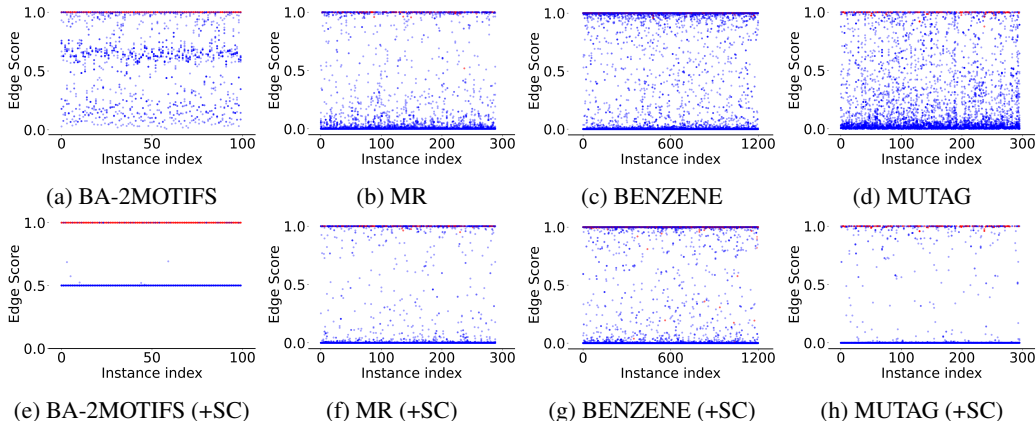 1.0
0.5
0.0
Edge Score
0 50 100
Instance index
(a) BA-2MOTIFS
1.0
0.5
0.0
Edge Score
0 100 200 300
Instance index
(b) MR
1.0
0.5
0.0
Edge Score
0 600 1200
Instance index
(c) BENZENE
1.0
0.5
0.0
Edge Score
0 100 200 300
Instance index
(d) MUTAG
1.0
0.5
0.0
Edge Score
0 50 100
Instance index
(e) BA-2MOTIFS (+SC)
1.0
0.5
0.0
Edge Score
0 100 200 300
Instance index
(f) MR (+SC)
1.0
0.5
0.0
Edge Score
0 600 1200
Instance index
(g) BENZENE (+SC)
1.0
0.5
0.0
Edge Score
0 100 200 300
Instance index
(h) MUTAG (+SC)